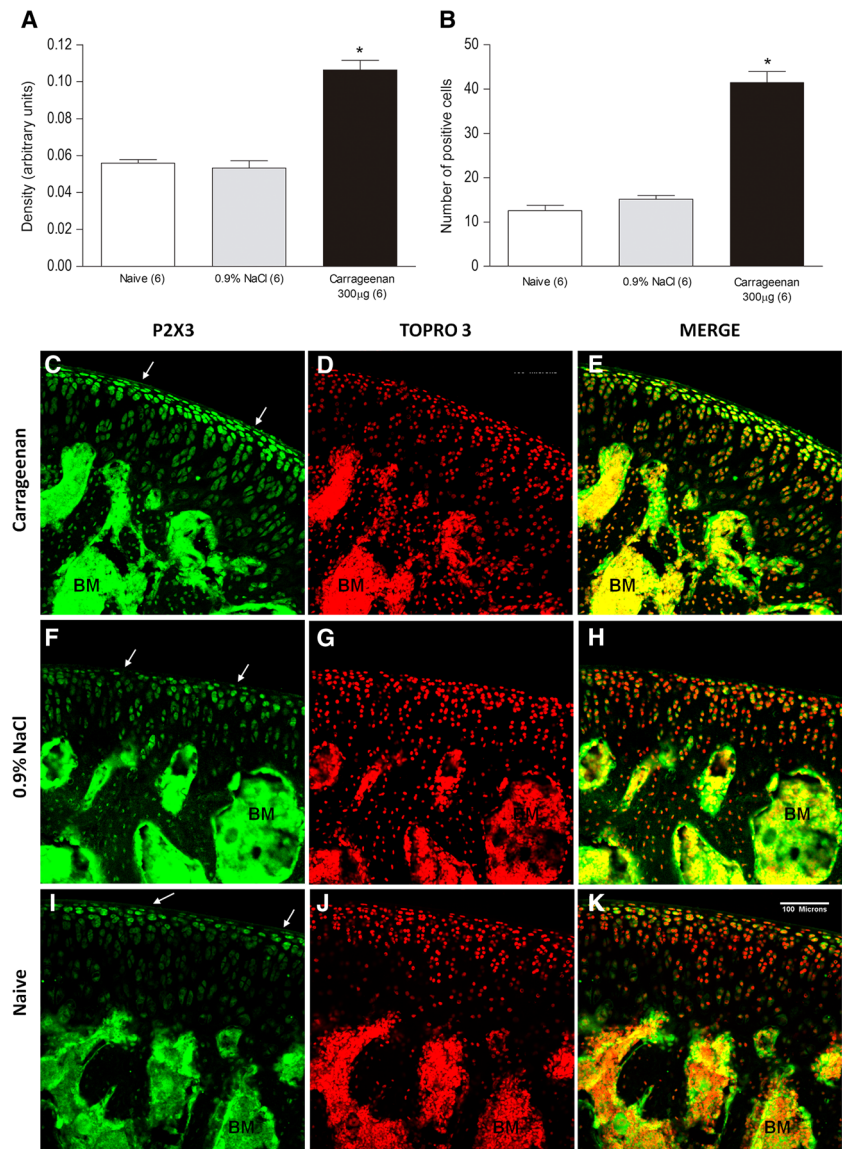 A
Density (arbitrary units)
0.12
0.10
0.08
0.06
0.04
0.02
0.00
*
Naive (6)
0.9% NaCl (6)
Carrageenan
300µg (6)
B
Number of positive cells
50
40
30
20
10
0
*
Naive (6)
0.9% NaCl (6)
Carrageenan
300µg (6)
P2X3
TOPRO 3
MERGE
Carrageenan
C
BM
D
100 Microns
BM
E
BM
0.9% NaCl
F
BM
G
BM
H
BM
Naive
I
BM
J
BM
K
100 Microns
BM